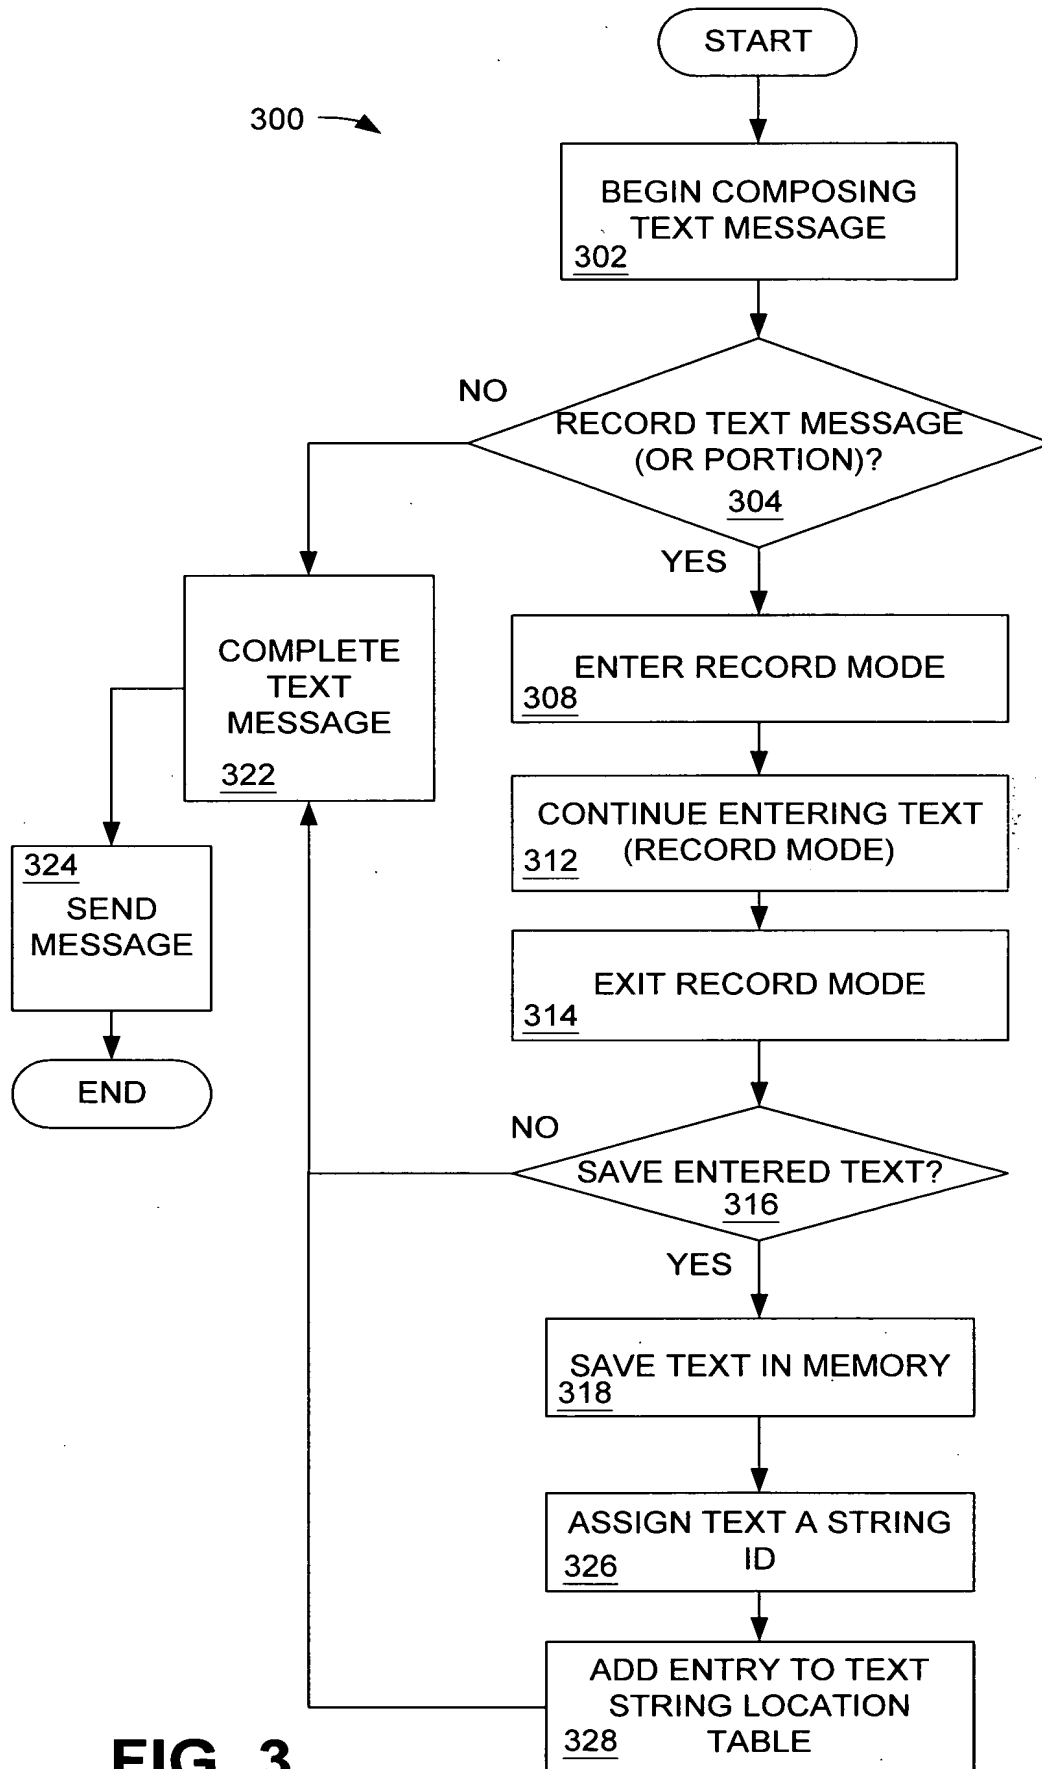 START
300
BEGIN COMPOSING
TEXT MESSAGE
302
NO
RECORD TEXT MESSAGE
(OR PORTION)?
304
YES
COMPLETE
TEXT
MESSAGE
322
ENTER RECORD MODE
308
CONTINUE ENTERING TEXT
(RECORD MODE)
312
324
SEND
MESSAGE
EXIT RECORD MODE
314
END
NO
SAVE ENTERED TEXT?
316
YES
SAVE TEXT IN MEMORY
318
ASSIGN TEXT A STRING
ID
326
ADD ENTRY TO TEXT
STRING LOCATION
TABLE
328
FIG. 3